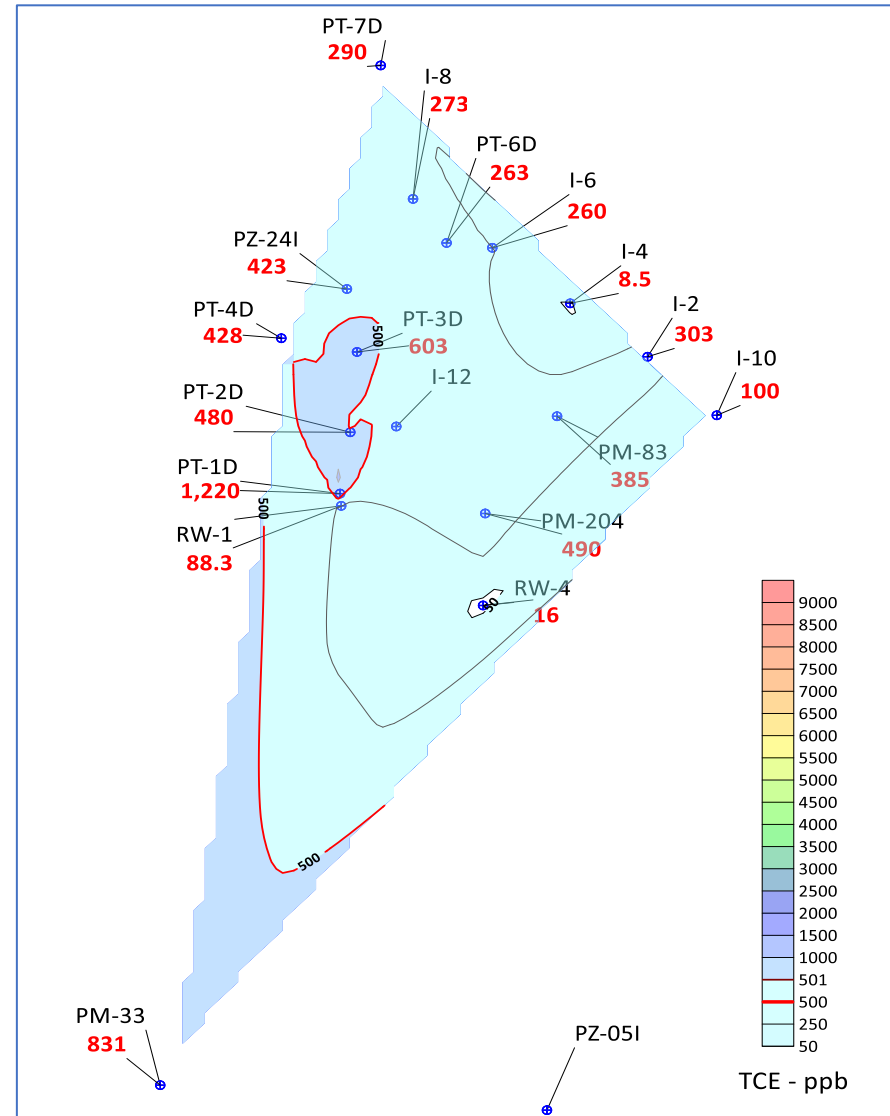 PT-7D
290
I-8
273
PT-6D
263
I-6
260
PZ-24I
423
I-4
8.5
PT-4D
428
I-2
303
PT-3D
603
500
I-10
100
I-12
PT-2D
480
PM-83
385
PT-1D
1,220
500
RW-1
88.3
PM-204
490
RW-4
50
16
500
9000
8500
8000
7500
7000
6500
6000
5500
5000
4500
4000
3500
3000
2500
2000
1500
1000
501
500
250
50
TCE - ppb
PM-33
831
PZ-05I